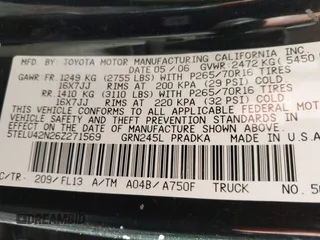 MFD. BY: TOYOTA MOTOR MANUFACTURING CALIFORNIA INC.
DATE 05/06 GVWR: 2472 KG( 5450
GAWR FR. 1249 KG (2755 LBS) WITH P265/70R16 TIRES
16X7JJ RIMS AT 200 KPA (29 PSI) COLD
RR 1410 KG (3110 LBS) WITH P265/70R16 TIRES
16X7JJ RIMS AT 220 KPA (32 PSI) COLD
THIS VEHICLE CONFORMS TO ALL APPLICABLE FEDERAL MOTOR
VEHICLE SAFETY AND THEFT PREVENTION STANDARDS
IN EFFECT ON THE DATE OF MANUFACTURE SHOWN ABOVE.
5TELU42N26Z271569 GRN245L PRADKA MADE IN U.S.A
C/TR: 209/FL13 A/TM A04B/A750F TRUCK NO.
DREAMBID